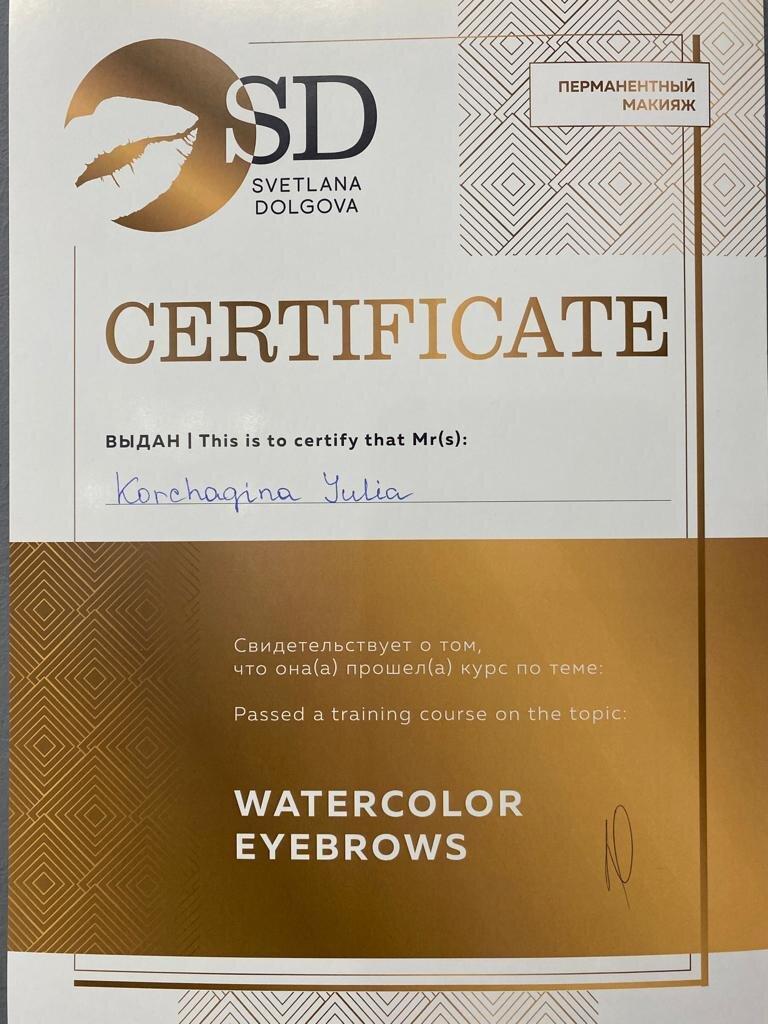 SD
SVETLANA
DOLGOVA
ПЕРМАНЕНТНЫЙ
МАКИЯЖ
CERTIFICATE
ВЫДАН | This is to certify that Mr(s):
Korchagina Yulia
Свидетельствует о том,
что она(а) прошел(а) курс по теме:
Passed a training course on the topic:
WATERCOLOR
EYEBROWS